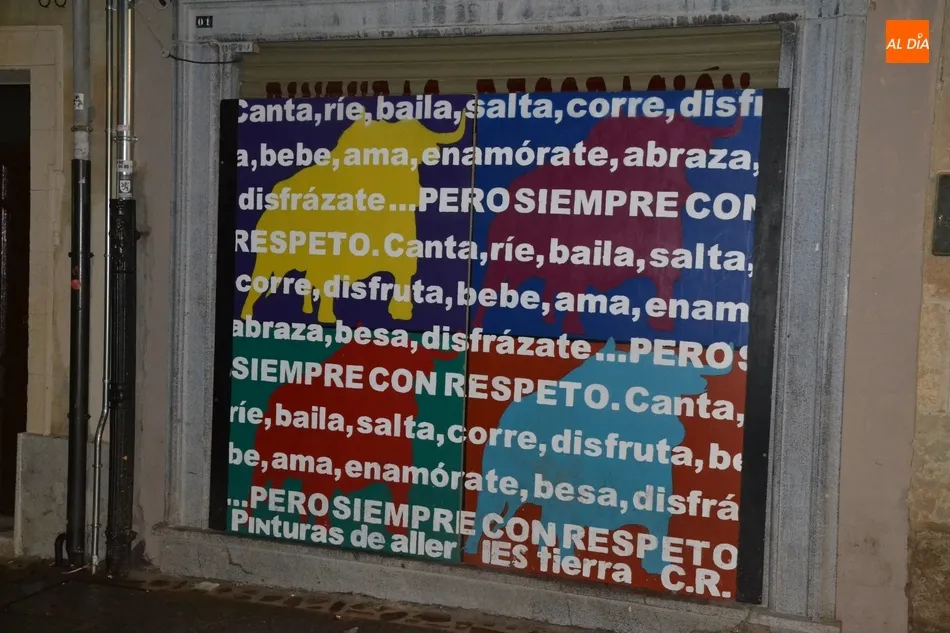 01
AL DÍA
Canta, ríe, baila, salta, corre, disfr
a, bebe, ama, enamórate, abraza,
disfrázate...PERO SIEMPRE CON
RESPETO. Canta, ríe, baila, salta,
corre, disfruta, bebe, ama, enam
abraza, besa, disfrázate...PERO S
SIEMPRE CON RESPETO. Canta,
ríe, baila, salta, corre, disfruta, be
be, ama, enamórate, besa, disfrá
...PERO SIEMPRE CON RESPETO
Pinturas de aller IES tierra C.R.